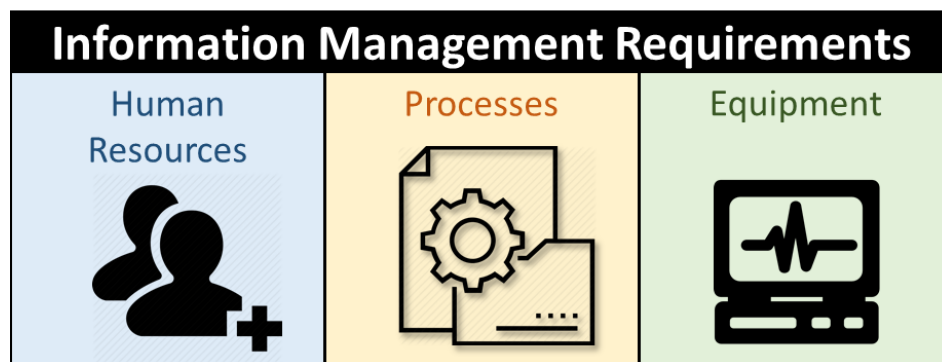 Information Management Requirements
Human
Resources
Processes
Equipment